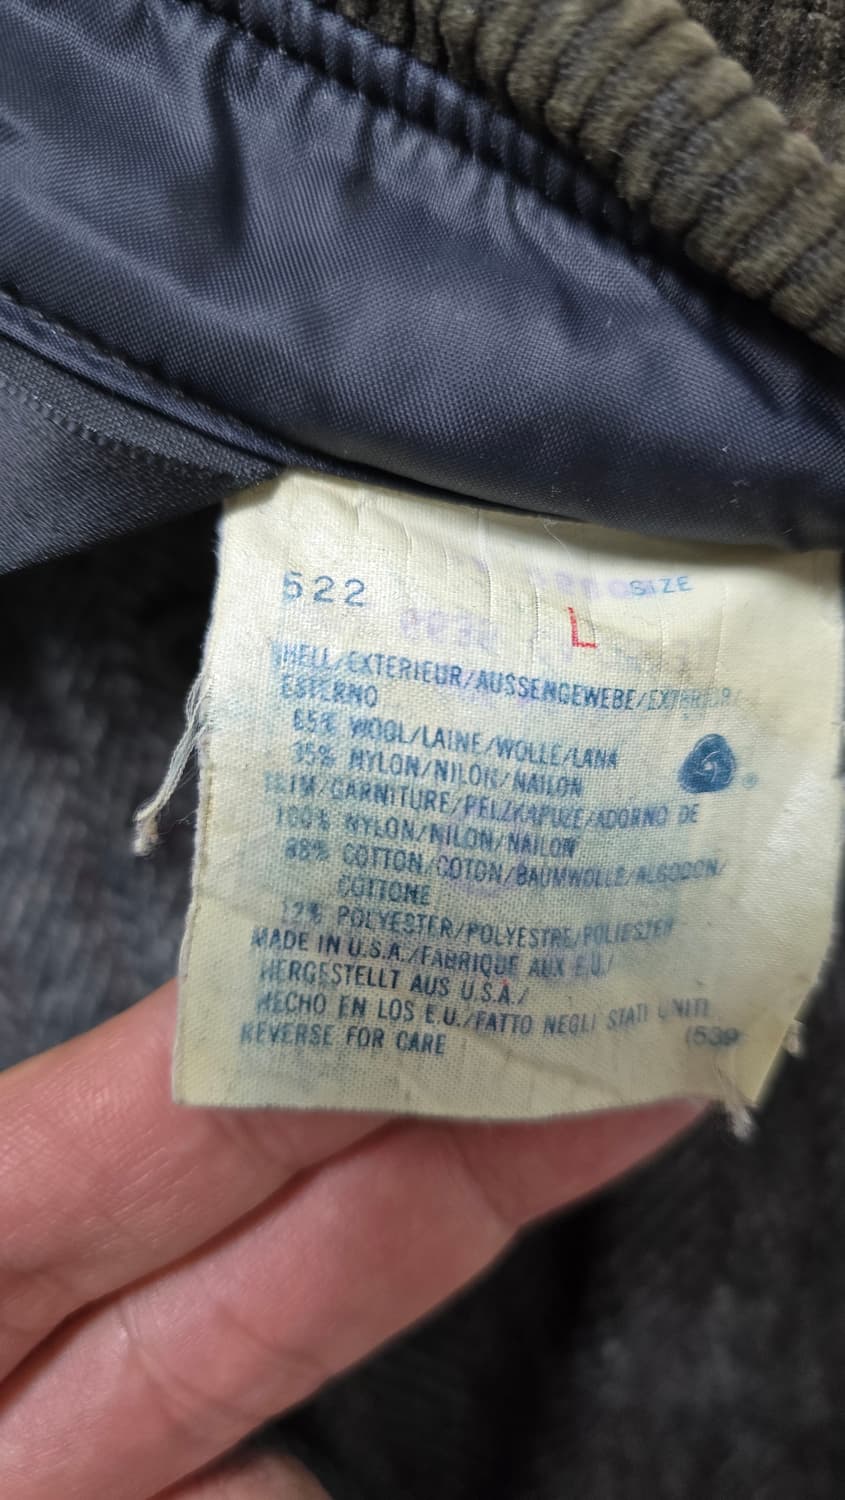 522 SIZE
L
SHELL/EXTERIEUR/AUSSENGEWEBE/EXTERIOR/
ESTERNO
65% WOOL/LAINE/WOLLE/LANA
35% NYLON/NILON/NAILON
TRIM/GARNITURE/PELZKAPUZE/ADORNO DE
100% NYLON/NILON/NAILON
88% COTTON/COTON/BAUMWOLLE/ALGODON/
COTTONE
12% POLYESTER/POLYESTRE/POLIESTER
MADE IN U.S.A./FABRIQUE AUX E.U./
HERGESTELLT AUS U.S.A./
HECHO EN LOS E.U./FATTO NEGLI STATI UNITI
REVERSE FOR CARE (539